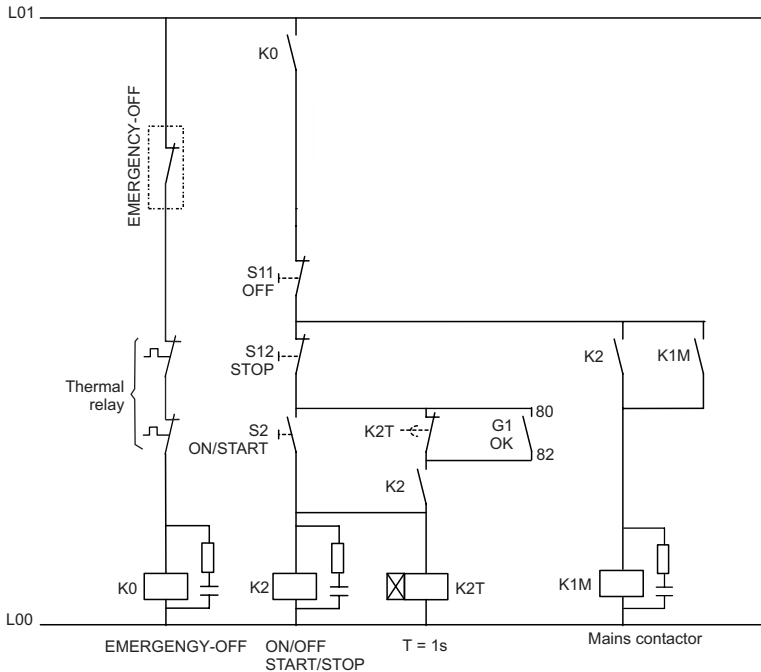 L01
K0
EMERGENCY-OFF
S11
OFF
S12
STOP
K2
K1M
Thermal
relay
80
S2
ON/START
K2T
G1
OK
82
K2
K0
K2
K2T
K1M
L00
EMERGENGY-OFF
ON/OFF
START/STOP
T = 1s
Mains contactor